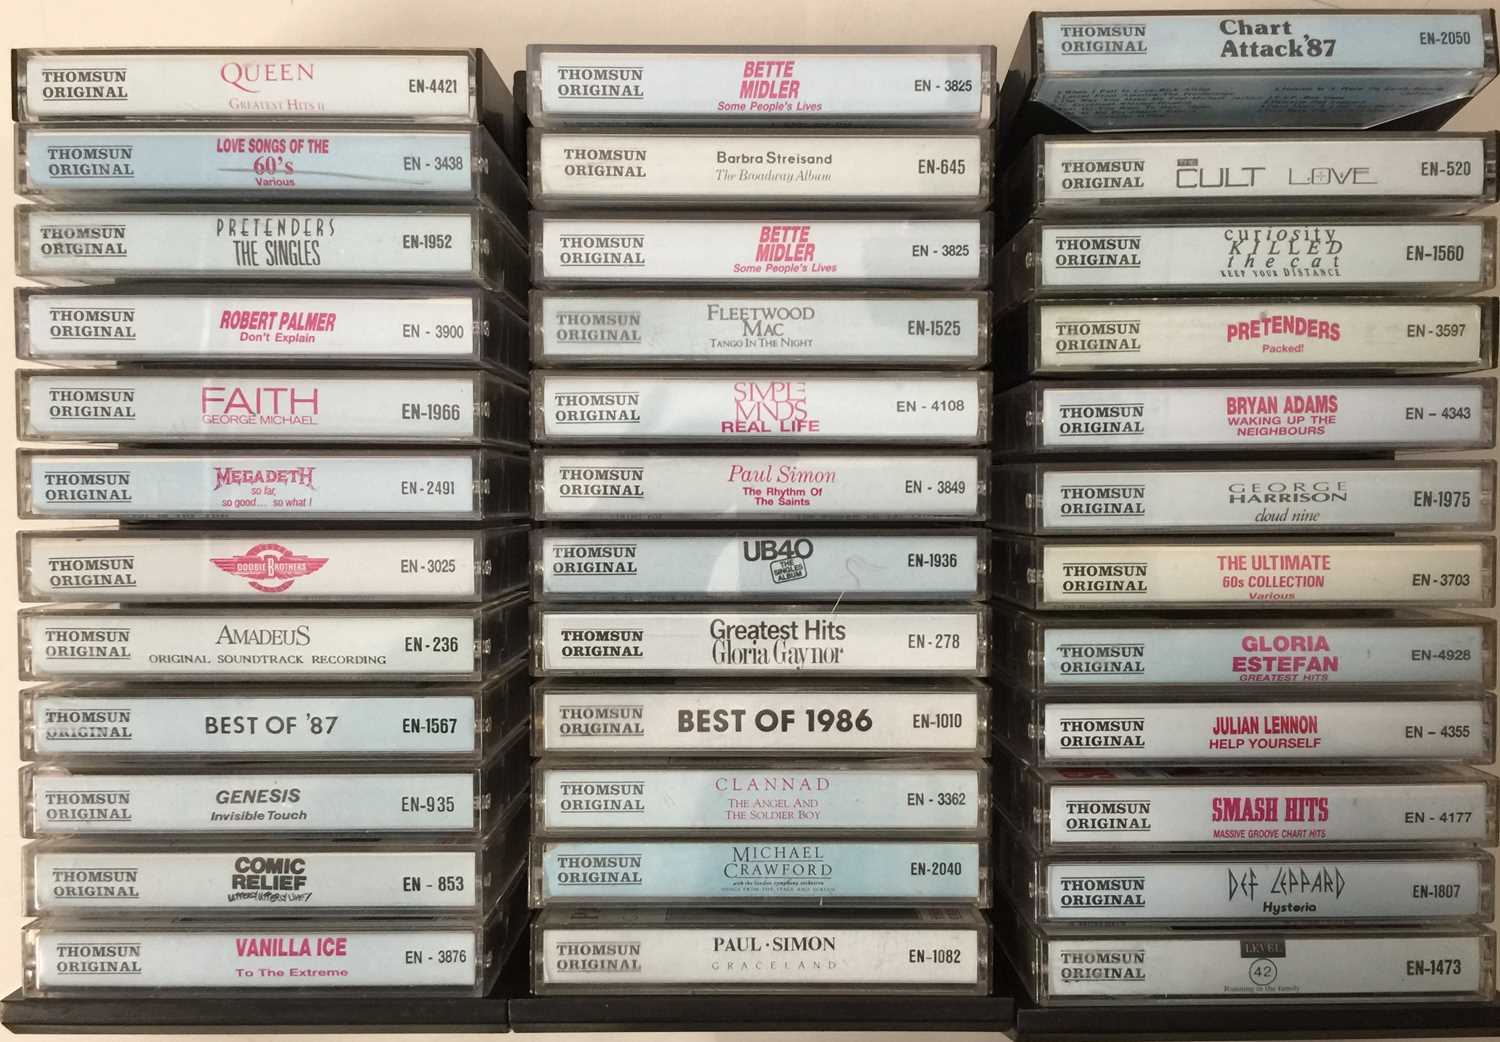 THOMSUN
ORIGINAL
QUEEN
GREATEST HITS II
EN-4421
THOMSUN
ORIGINAL
LOVE SONGS OF THE
60's
Various
EN - 3438
THOMSUN
ORIGINAL
PRETENDERS
THE SINGLES
EN-1952
THOMSUN
ORIGINAL
ROBERT PALMER
Don't Explain
EN - 3900
THOMSUN
ORIGINAL
FAITH
GEORGE MICHAEL
EN-1966
THOMSUN
ORIGINAL
MEGADETH
so far,
so good... so what!
EN-2491
THOMSUN
ORIGINAL
DOOBIE BROTHERS
EN-3025
THOMSUN
ORIGINAL
AMADEUS
ORIGINAL SOUNDTRACK RECORDING
EN-236
THOMSUN
ORIGINAL
BEST OF '87
EN-1567
THOMSUN
ORIGINAL
GENESIS
Invisible Touch
EN-935
THOMSUN
ORIGINAL
COMIC
RELIEF
UTTERLY UTTERLY LIVE!
EN - 853
THOMSUN
ORIGINAL
VANILLA ICE
To The Extreme
EN - 3876
THOMSUN
ORIGINAL
BETTE
MIDLER
Some People's Lives
EN - 3825
THOMSUN
ORIGINAL
Barbra Streisand
The Broadway Album
EN-645
THOMSUN
ORIGINAL
BETTE
MIDLER
Some People's Lives
EN - 3825
THOMSUN
ORIGINAL
FLEETWOOD
MAC
TANGO IN THE NIGHT
EN-1525
THOMSUN
ORIGINAL
SIMPLE
MINDS
REAL LIFE
EN - 4108
THOMSUN
ORIGINAL
Paul Simon
The Rhythm Of
The Saints
EN - 3849
THOMSUN
ORIGINAL
UB40
THE
SINGLES
ALBUM
EN-1936
THOMSUN
ORIGINAL
Greatest Hits
Gloria Gaynor
EN-278
THOMSUN
ORIGINAL
BEST OF 1986
EN-1010
THOMSUN
ORIGINAL
CLANNAD
THE ANGEL AND
THE SOLDIER BOY
EN - 3362
THOMSUN
ORIGINAL
MICHAEL
CRAWFORD
with the london symphony orchestra
SONGS FROM THE STAGE AND SCREEN
EN-2040
THOMSUN
ORIGINAL
PAUL · SIMON
GRACELAND
EN-1082
THOMSUN
ORIGINAL
Chart
Attack '87
EN-2050
THOMSUN
ORIGINAL
THE
CULT LOVE
EN-520
THOMSUN
ORIGINAL
curiosity
KILLED
the cat
KEEP YOUR DISTANCE
EN-1560
THOMSUN
ORIGINAL
PRETENDERS
Packed!
EN - 3597
THOMSUN
ORIGINAL
BRYAN ADAMS
WAKING UP THE
NEIGHBOURS
EN - 4343
THOMSUN
ORIGINAL
GEORGE
HARRISON
cloud nine
EN-1975
THOMSUN
ORIGINAL
THE ULTIMATE
60s COLLECTION
Various
EN - 3703
THOMSUN
ORIGINAL
GLORIA
ESTEFAN
GREATEST HITS
EN-4928
THOMSUN
ORIGINAL
JULIAN LENNON
HELP YOURSELF
EN - 4355
THOMSUN
ORIGINAL
SMASH HITS
MASSIVE GROOVE CHART HITS
EN - 4177
THOMSUN
ORIGINAL
DEF LEPPARD
Hysteria
EN-1807
THOMSUN
ORIGINAL
LEVEL
42
Running in the family
EN-1473